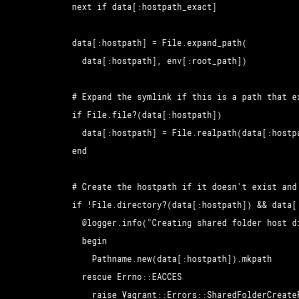 next if data[:hostpath_exact]
data[:hostpath] = File.expand_path(
data[:hostpath], env[:root_path])
# Expand the symlink if this is a path that
if File.file?(data[:hostpath])
data[:hostpath] = File.realpath(data[:hostpa
end
# Create the hostpath if it doesn't exist and
if !File.directory?(data[:hostpath]) && data[
@logger.info("Creating shared folder host di
begin
Pathname.new(data[:hostpath]).mkpath
rescue Errno::EACCES
raise Vagrant::Errors::SharedFolderCreateF